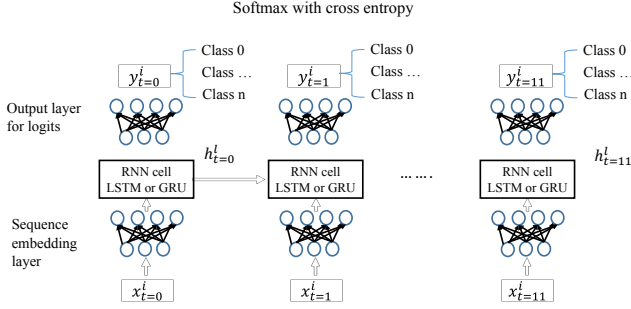 Softmax with cross entropy
Class 0 Class 0 Class 0
y^i_{t=0} Class … y^i_{t=1} Class … y^i_{t=11} Class …
Class n Class n Class n
Output layer
for logits
h^l_{t=0} h^l_{t=11}
RNN cell RNN cell RNN cell
LSTM or GRU LSTM or GRU ……. LSTM or GRU
Sequence
embedding
layer
x^i_{t=0} x^i_{t=1} x^i_{t=11}